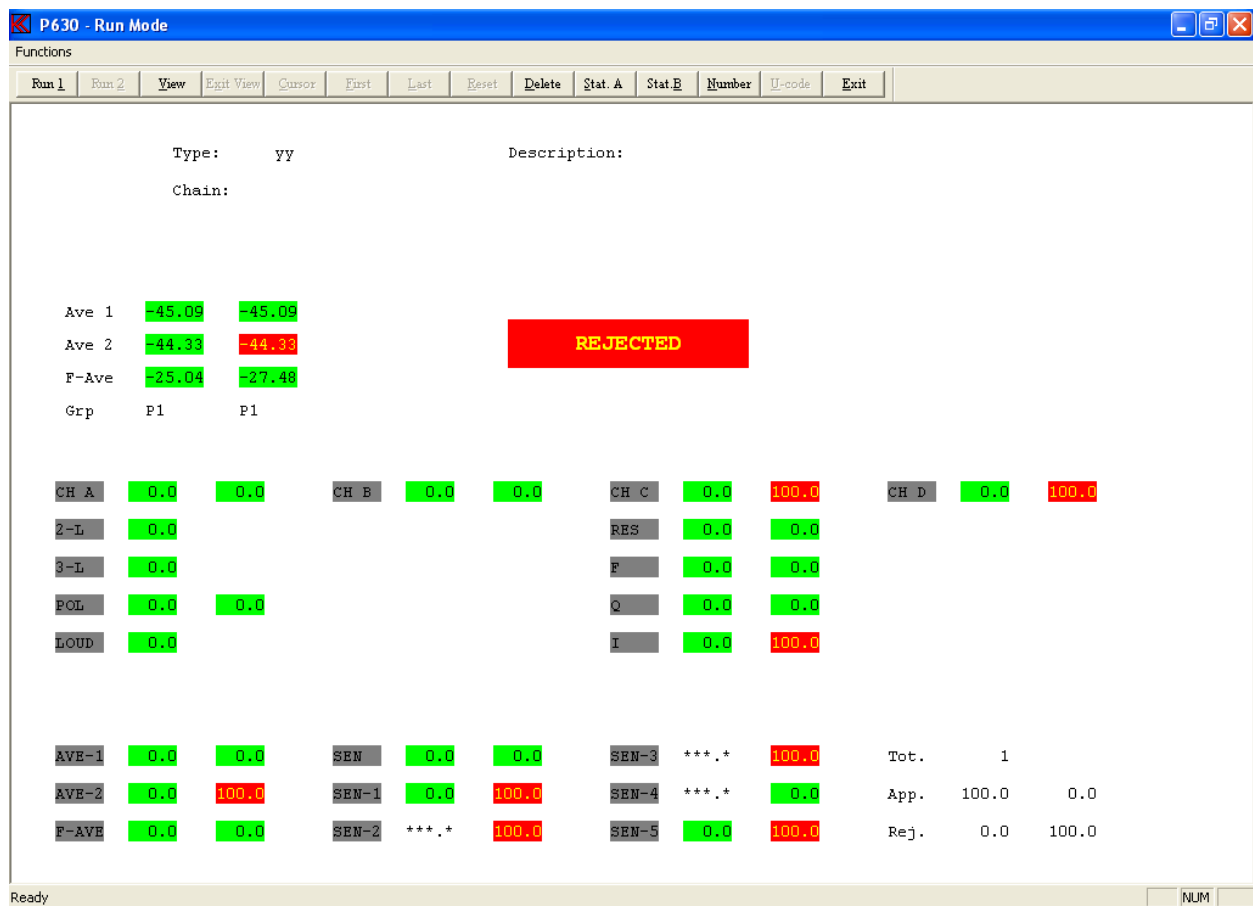 P630 - Run Mode
Functions
Run 1 Run 2 View Exit View Cursor First Last Reset Delete Stat. A Stat.B Number U-code Exit
Type: yy Description:
Chain:
Ave 1 -45.09 -45.09
Ave 2 -44.33 -44.33 REJECTED
F-Ave -25.04 -27.48
Grp P1 P1
CH A 0.0 0.0 CH B 0.0 0.0 CH C 0.0 100.0 CH D 0.0 100.0
2-L 0.0 RES 0.0 0.0
3-L 0.0 F 0.0 0.0
POL 0.0 0.0 Q 0.0 0.0
LOUD 0.0 I 0.0 100.0
AVE-1 0.0 0.0 SEN 0.0 0.0 SEN-3 ***.* 100.0 Tot. 1
AVE-2 0.0 100.0 SEN-1 0.0 100.0 SEN-4 ***.* 0.0 App. 100.0 0.0
F-AVE 0.0 0.0 SEN-2 ***.* 100.0 SEN-5 0.0 100.0 Rej. 0.0 100.0
Ready NUM